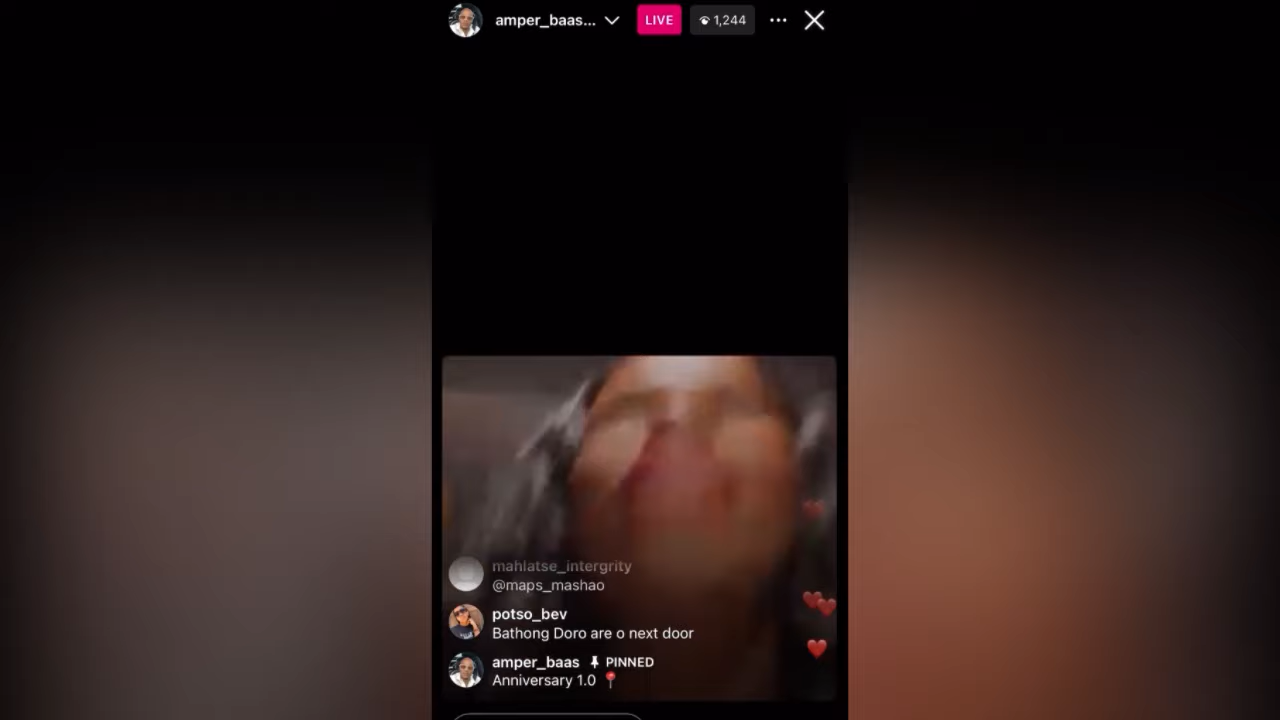 amper_baas...
LIVE
1,244
mahlatse_intergrity
@maps_mashao
potso_bev
Bathong Doro are o next door
amper_baas PINNED
Anniversary 1.0